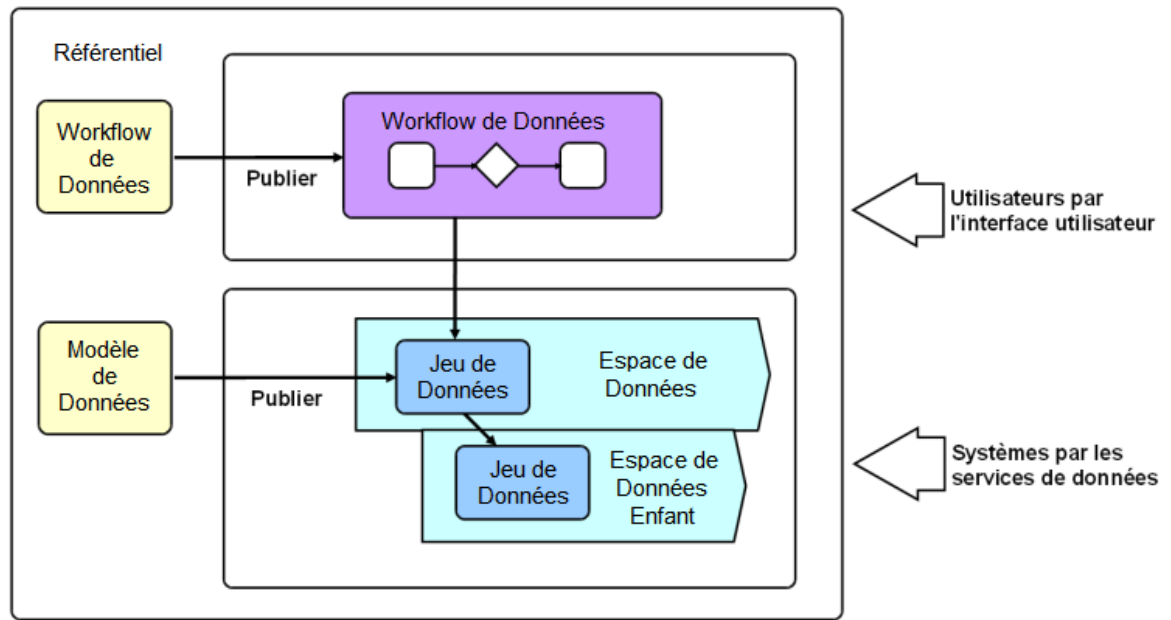 Référentiel
Workflow
de
Données
Publier
Workflow de Données
Utilisateurs par
l'interface utilisateur
Modèle
de
Données
Publier
Jeu de
Données
Espace de
Données
Jeu de
Données
Espace de
Données
Enfant
Systèmes par les
services de données